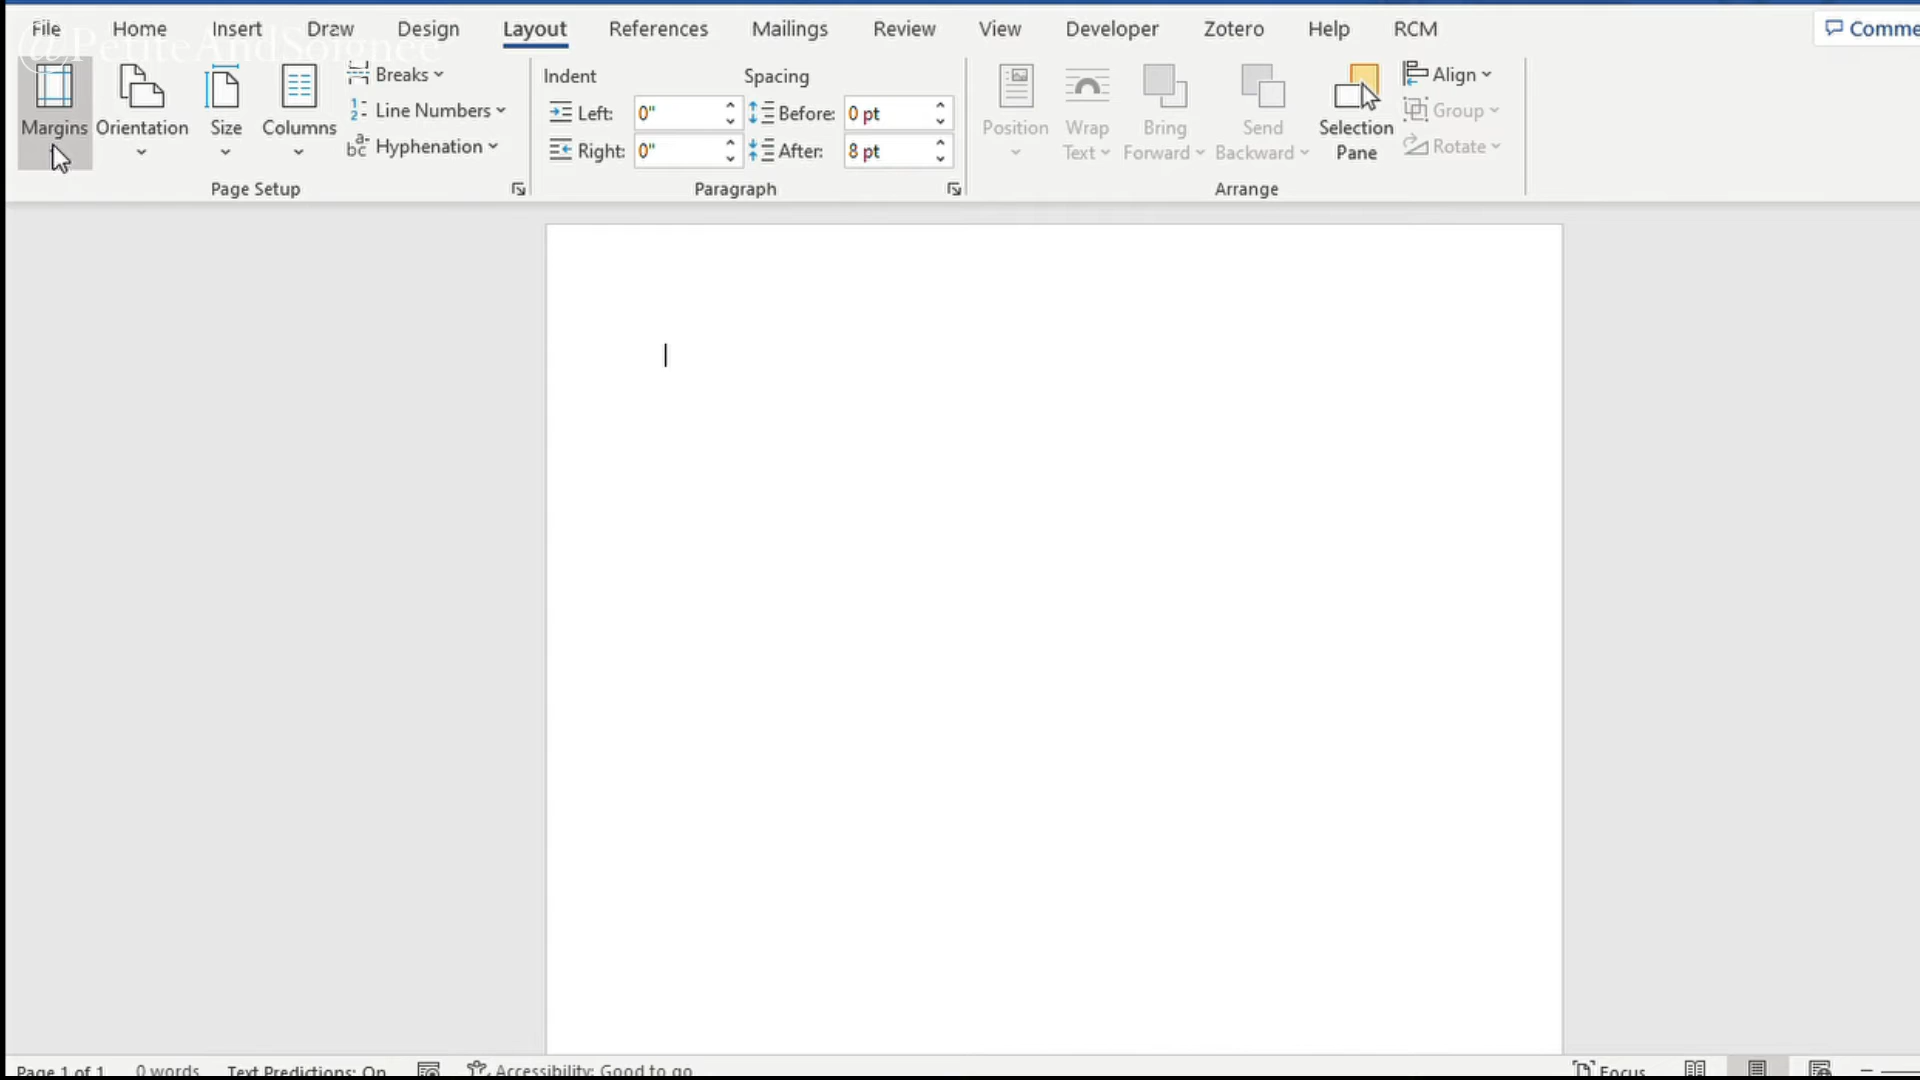 File Home Insert Draw Design Layout References Mailings Review View Developer Zotero Help RCM Comme
@PetiteAndSoignee
Margins Orientation Size Columns Breaks Line Numbers Hyphenation
Page Setup
Indent Spacing
Left: 0" Before: 0 pt
Right: 0" After: 8 pt
Paragraph
Position Wrap Text Bring Forward Send Backward Selection Pane Align Group Rotate
Arrange
Page 1 of 1 0 words Text Predictions: On Accessibility: Good to go Focus